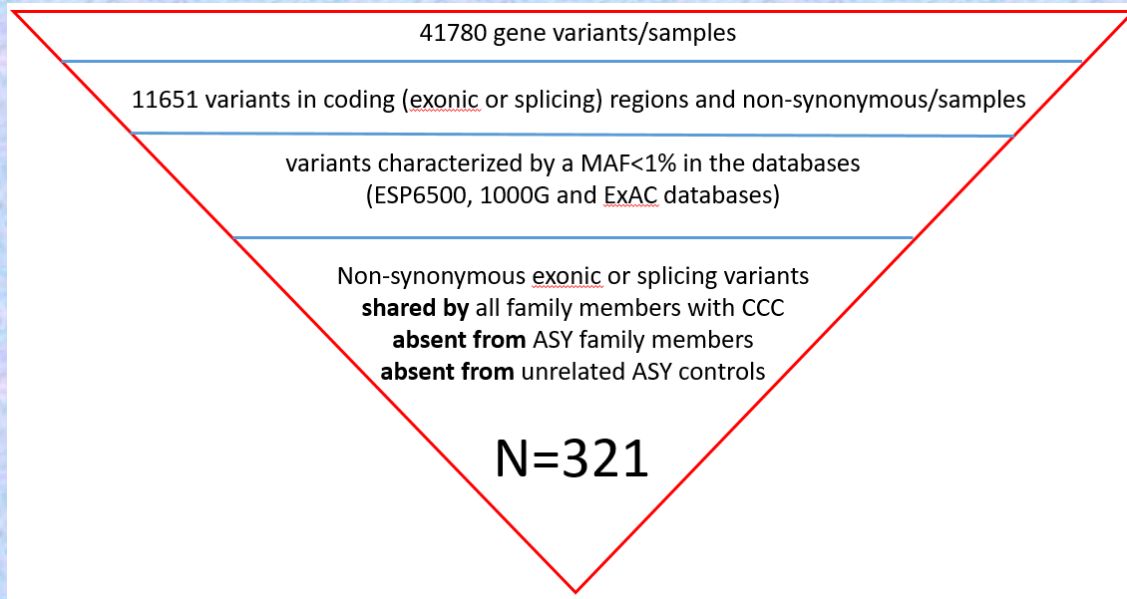 41780 gene variants/samples
11651 variants in coding (exonic or splicing) regions and non-synonymous/samples
variants characterized by a MAF<1% in the databases
(ESP6500, 1000G and ExAC databases)
Non-synonymous exonic or splicing variants
shared by all family members with CCC
absent from ASY family members
absent from unrelated ASY controls
N=321